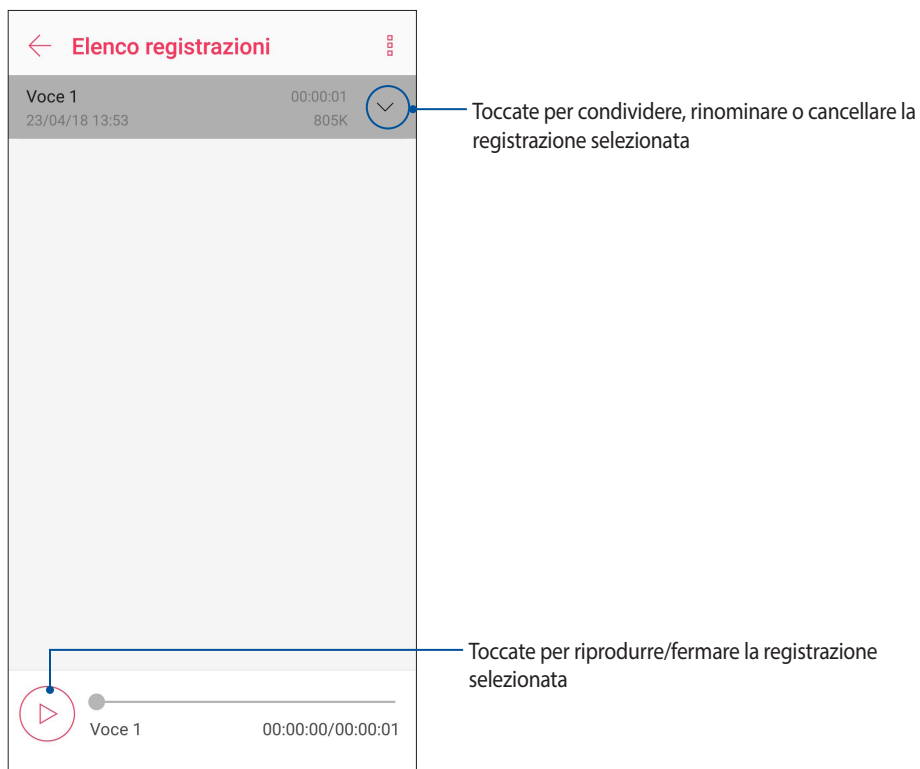 Elenco registrazioni
Voce 1 00:00:01
23/04/18 13:53 805K
Toccate per condividere, rinominare o cancellare la
registrazione selezionata
Toccate per riprodurre/fermare la registrazione
selezionata
Voce 1 00:00:00/00:00:01